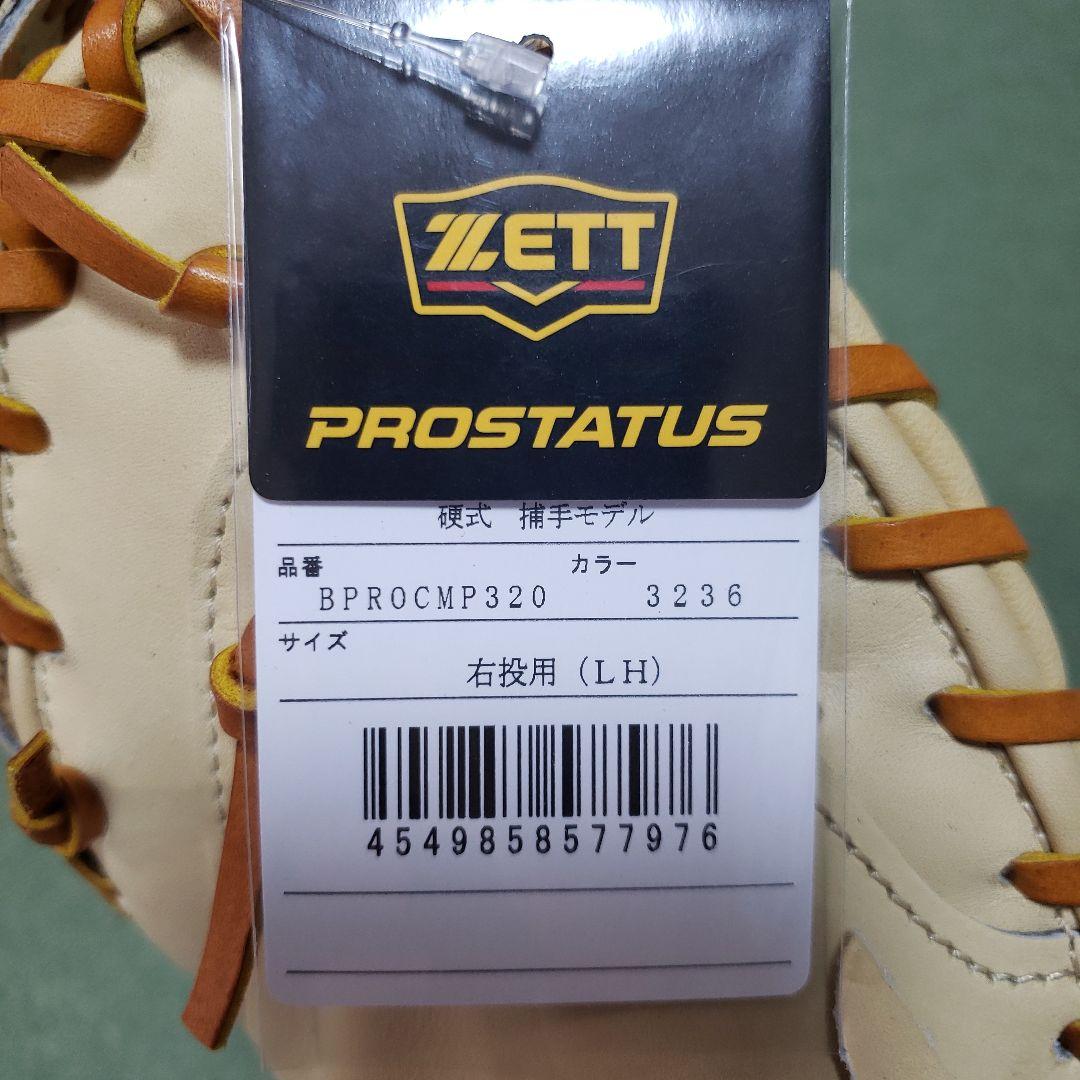 ZETT
PROSTATUS
硬式 捕手モデル
品番 カラー
BPROCMP320 3236
サイズ
右投用（LH）
4549858577976